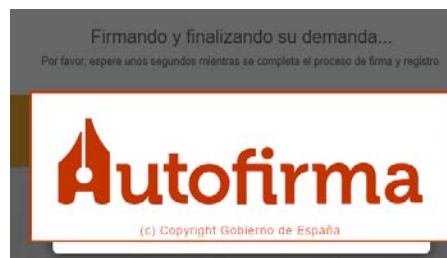 Firmando y finalizando su demanda...
Por favor, espere unos segundos mientras se completa el proceso de firma y registro
Autofirma
(c) Copyright Gobierno de España